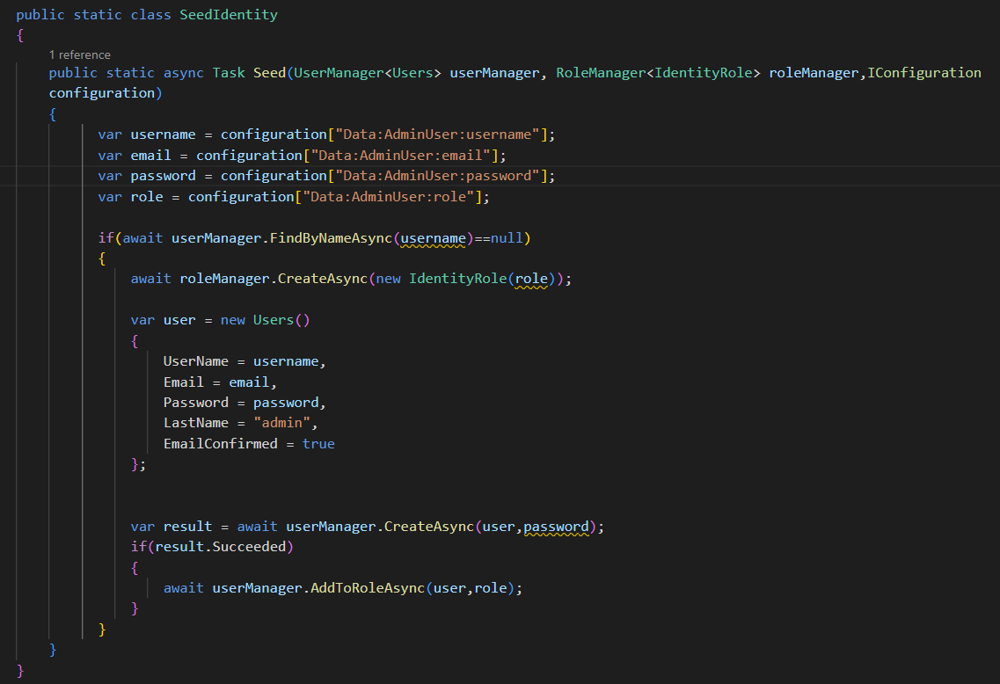 public static class SeedIdentity
{
1 reference
public static async Task Seed(UserManager<Users> userManager, RoleManager<IdentityRole> roleManager,IConfiguration
configuration)
{
var username = configuration["Data:AdminUser:username"];
var email = configuration["Data:AdminUser:email"];
var password = configuration["Data:AdminUser:password"];
var role = configuration["Data:AdminUser:role"];
if(await userManager.FindByNameAsync(username)==null)
{
await roleManager.CreateAsync(new IdentityRole(role));
var user = new Users()
{
UserName = username,
Email = email,
Password = password,
LastName = "admin",
EmailConfirmed = true
};
var result = await userManager.CreateAsync(user,password);
if(result.Succeeded)
{
await userManager.AddToRoleAsync(user,role);
}
}
}
}